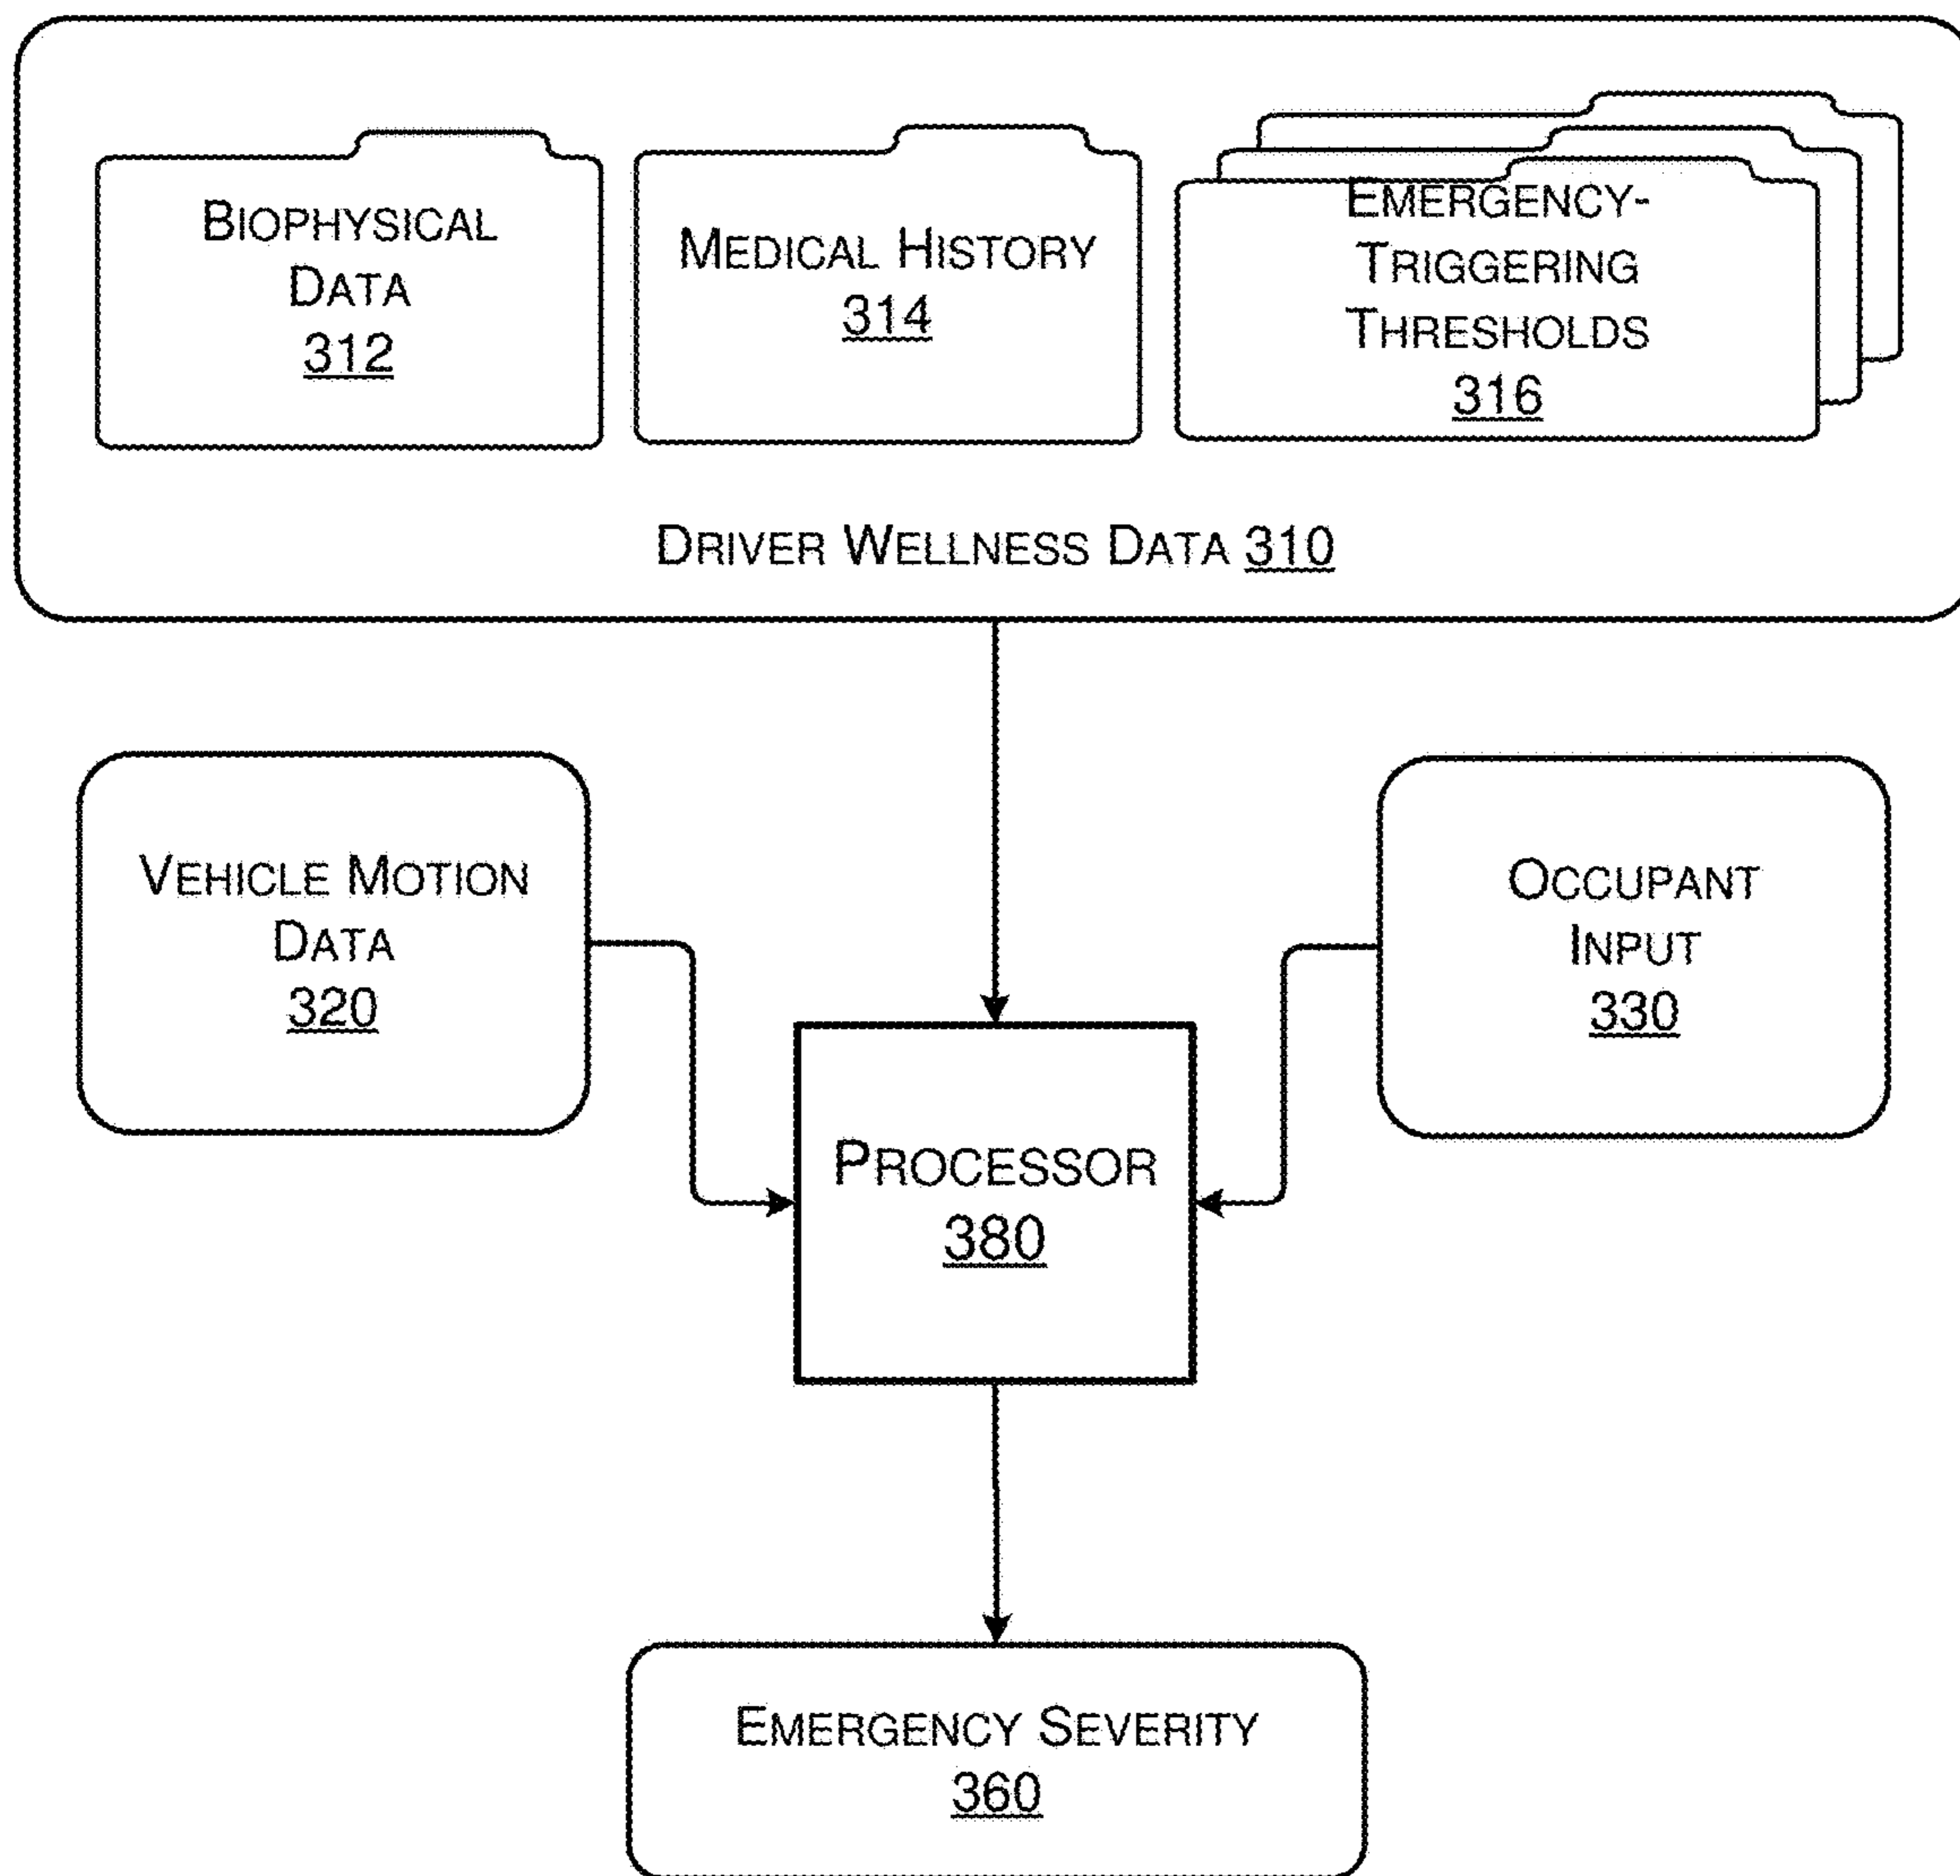 BIOPHYSICAL
DATA
312
MEDICAL HISTORY
314
EMERGENCY-
TRIGGERING
THRESHOLDS
316
DRIVER WELLNESS DATA 310
VEHICLE MOTION
DATA
320
OCCUPANT
INPUT
330
PROCESSOR
380
EMERGENCY SEVERITY
360